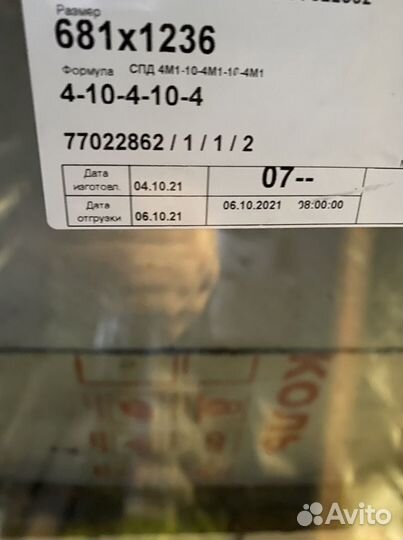 Размер
681x1236
Формула СПД 4М1-10-4М1-10-4М1
4-10-4-10-4
77022862 / 1 / 1 / 2
Дата изготовл. 04.10.21 07--
Дата отгрузки 06.10.21 06.10.2021 08:00:00
КОЛЬ
Avito